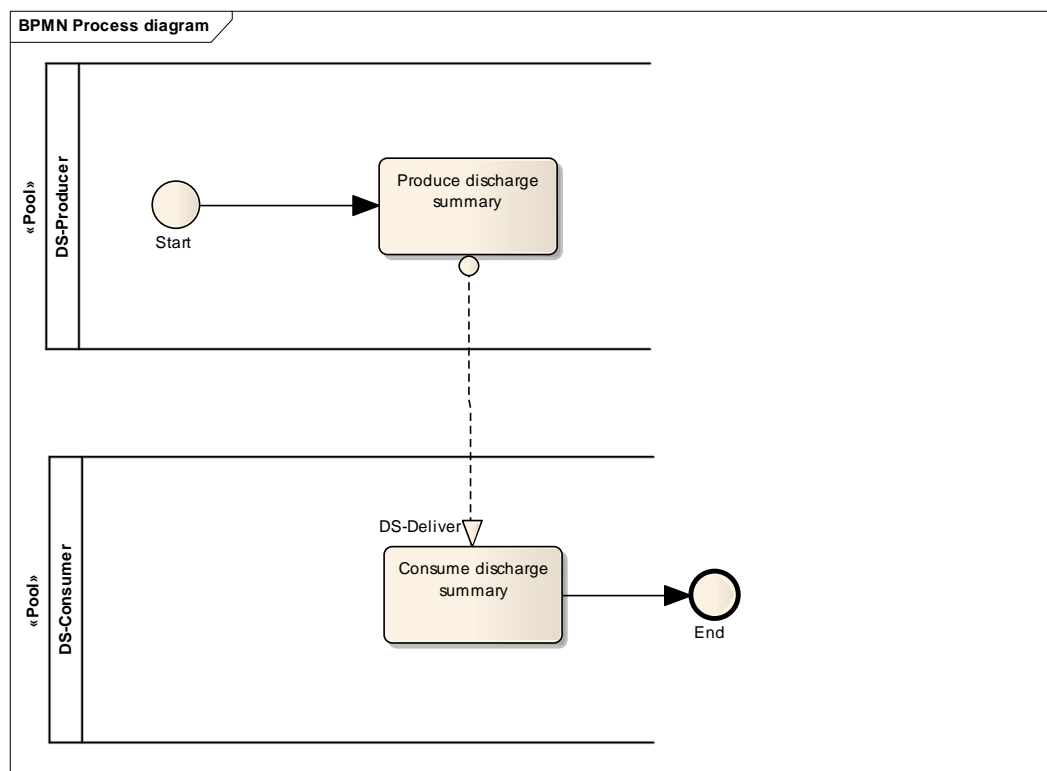 BPMN Process diagram
«Pool»
DS-Producer
Start
Produce discharge
summary
«Pool»
DS-Consumer
DS-Deliver
Consume discharge
summary
End